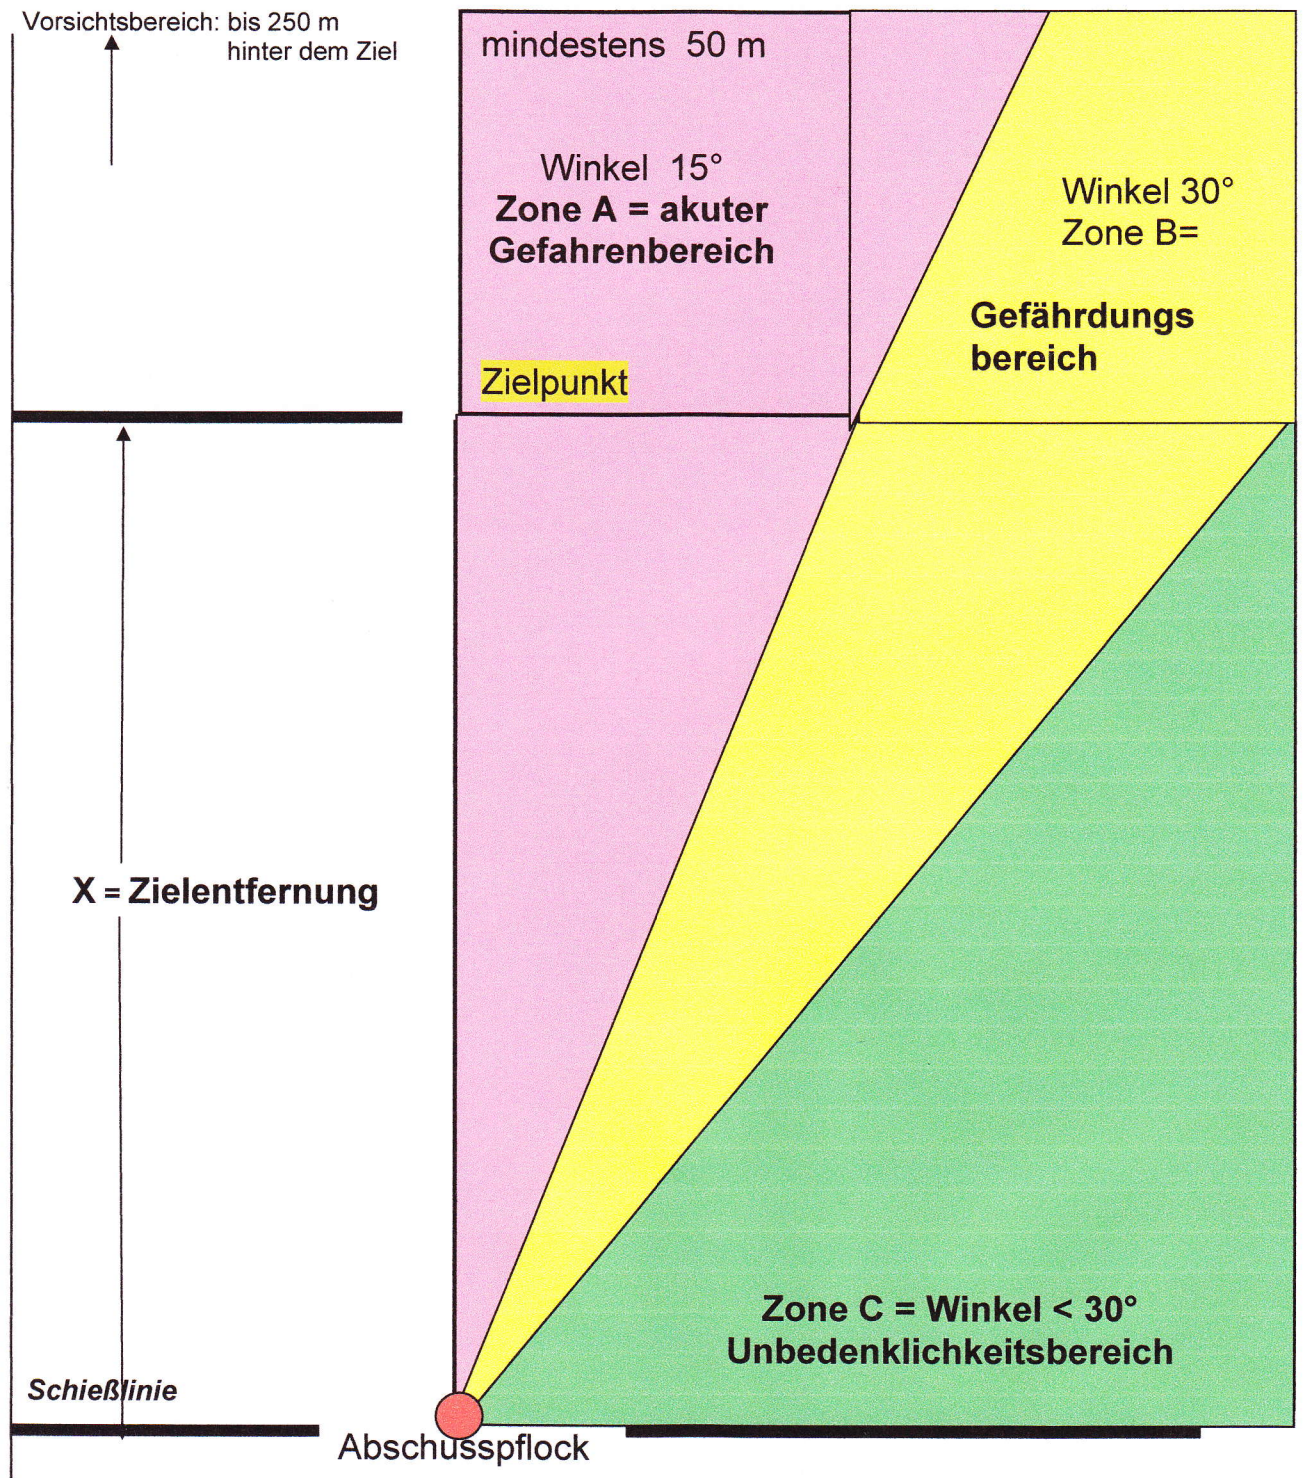 Vorsichtsbereich: bis 250 m
hinter dem Ziel
mindestens 50 m
Winkel 15°
Zone A = akuter
Gefahrenbereich
Winkel 30°
Zone B=
Gefährdungs
bereich
Zielpunkt
X = Zielentfernung
Zone C = Winkel < 30°
Unbedenklichkeitsbereich
Schießlinie
Abschusspflock